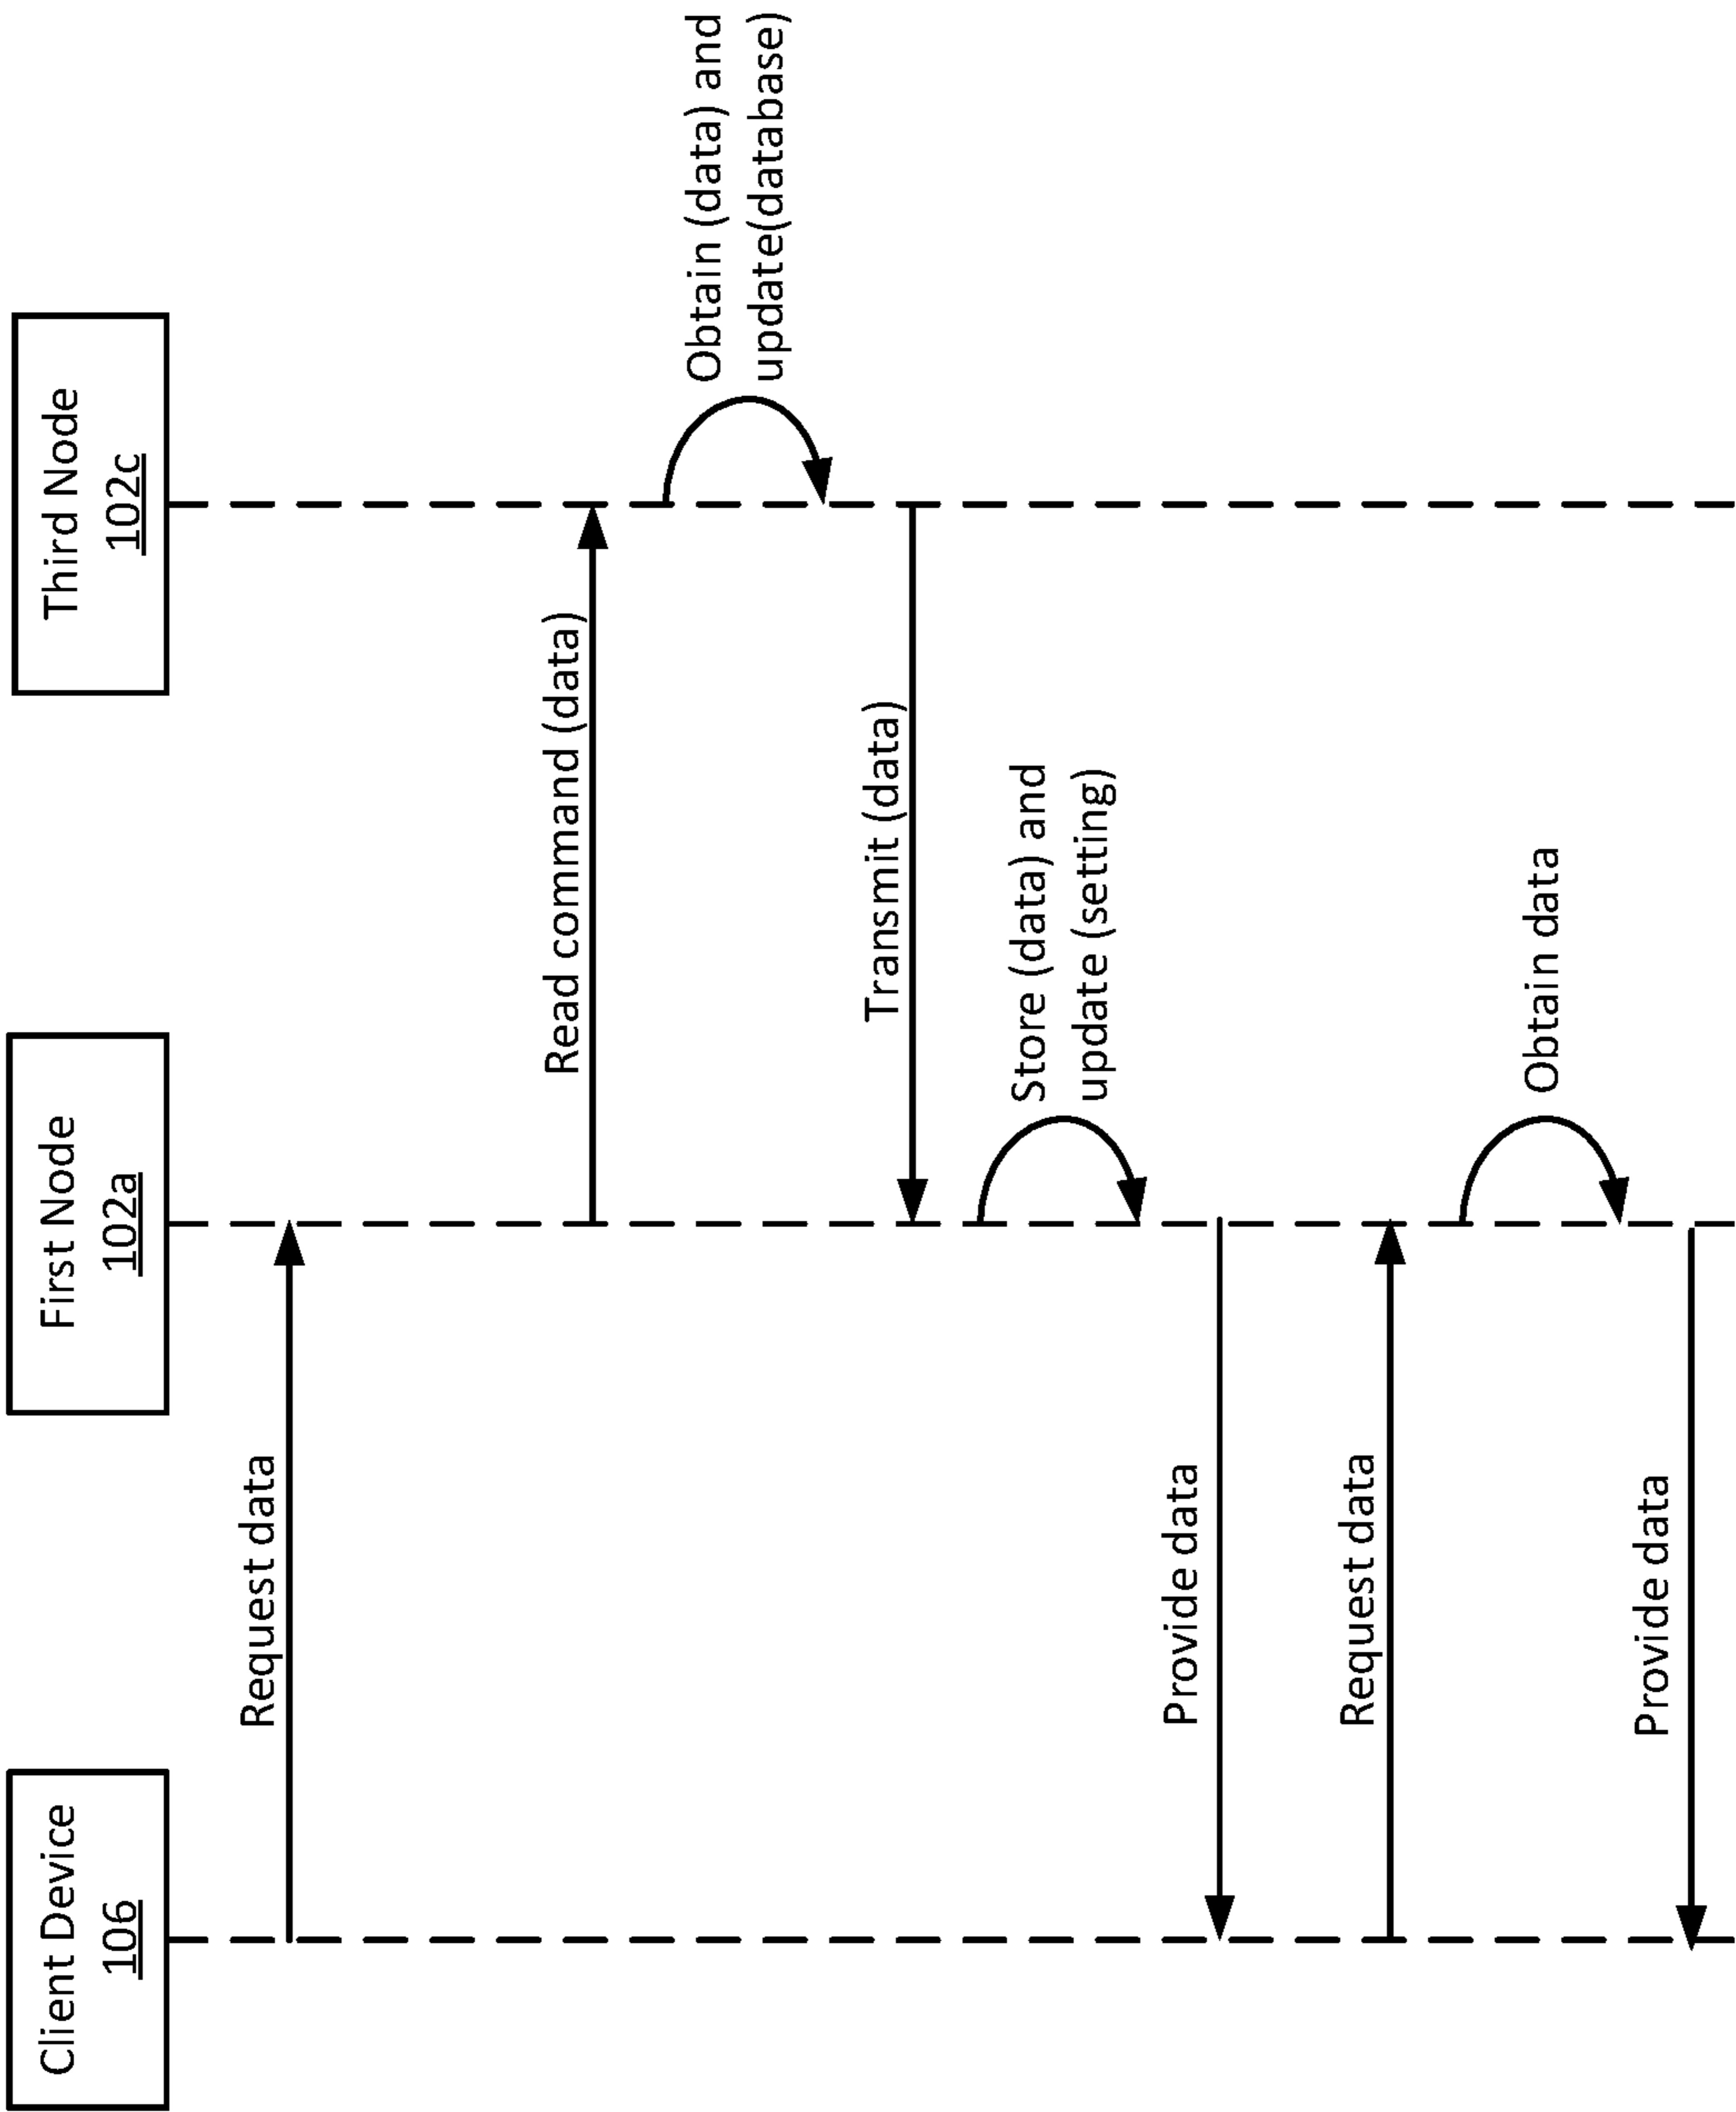 Client Device
106
First Node
102a
Third Node
102c
Request data
Read command (data)
Obtain (data) and
update(database)
Transmit (data)
Store (data) and
update (setting)
Provide data
Request data
Obtain data
Provide data